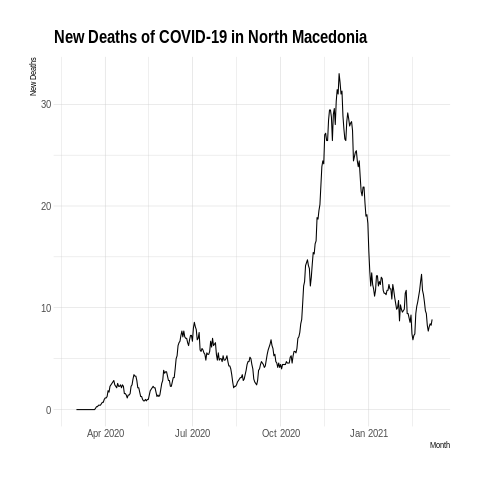 New Deaths of COVID-19 in North Macedonia
New Deaths
30
20
10
0
Apr 2020
Jul 2020
Oct 2020
Jan 2021
Month